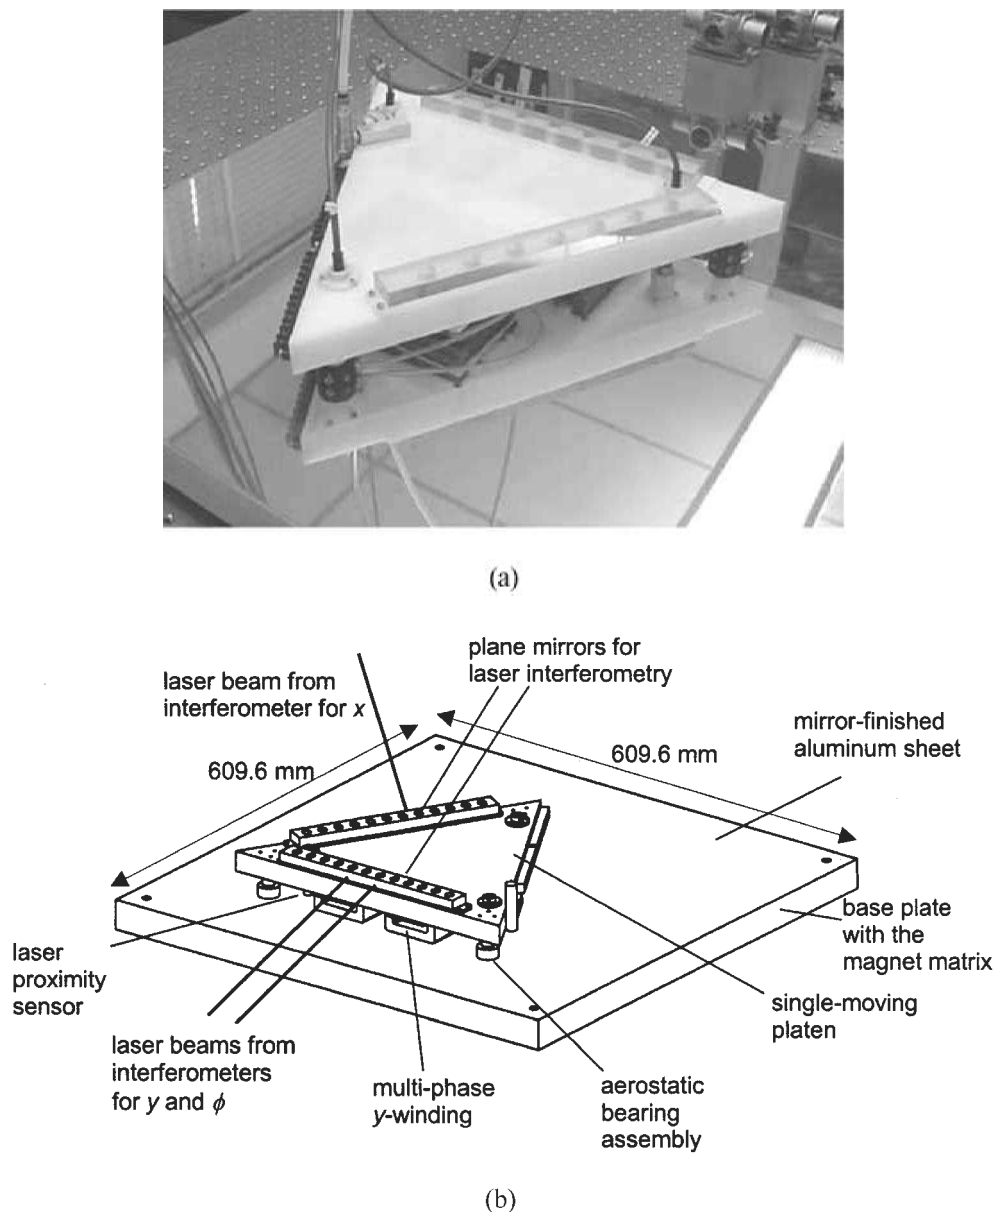 (a)
plane mirrors for
laser interferometry
laser beam from
interferometer for x
mirror-finished
aluminum sheet
609.6 mm
609.6 mm
base plate
with the
magnet matrix
laser
proximity
sensor
single-moving
platen
laser beams from
interferometers
for y and ϕ
multi-phase
y-winding
aerostatic
bearing
assembly
(b)